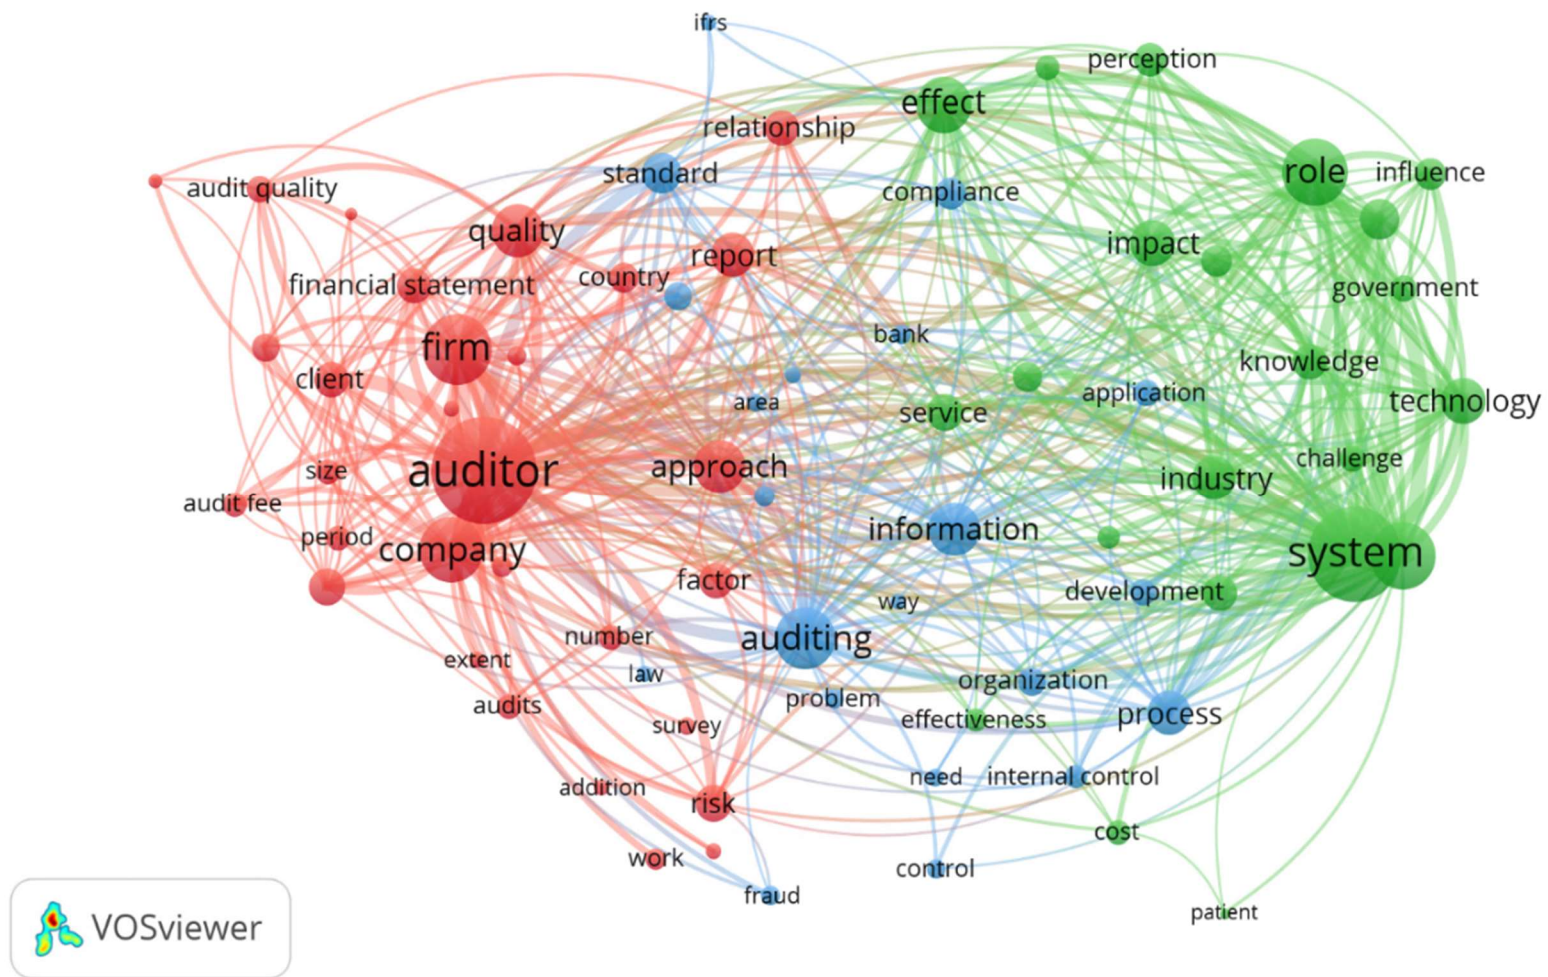 ifrs
perception
effect
relationship
standard
role
influence
audit quality
compliance
quality
impact
report
country
financial statement
government
bank
firm
knowledge
client
application
technology
area
service
challenge
auditor
size
approach
industry
audit fee
information
period
company
system
factor
development
way
number
auditing
extent
law
organization
problem
audits
survey
effectiveness
process
need
internal control
addition
risk
cost
work
control
fraud
patient
VOSviewer